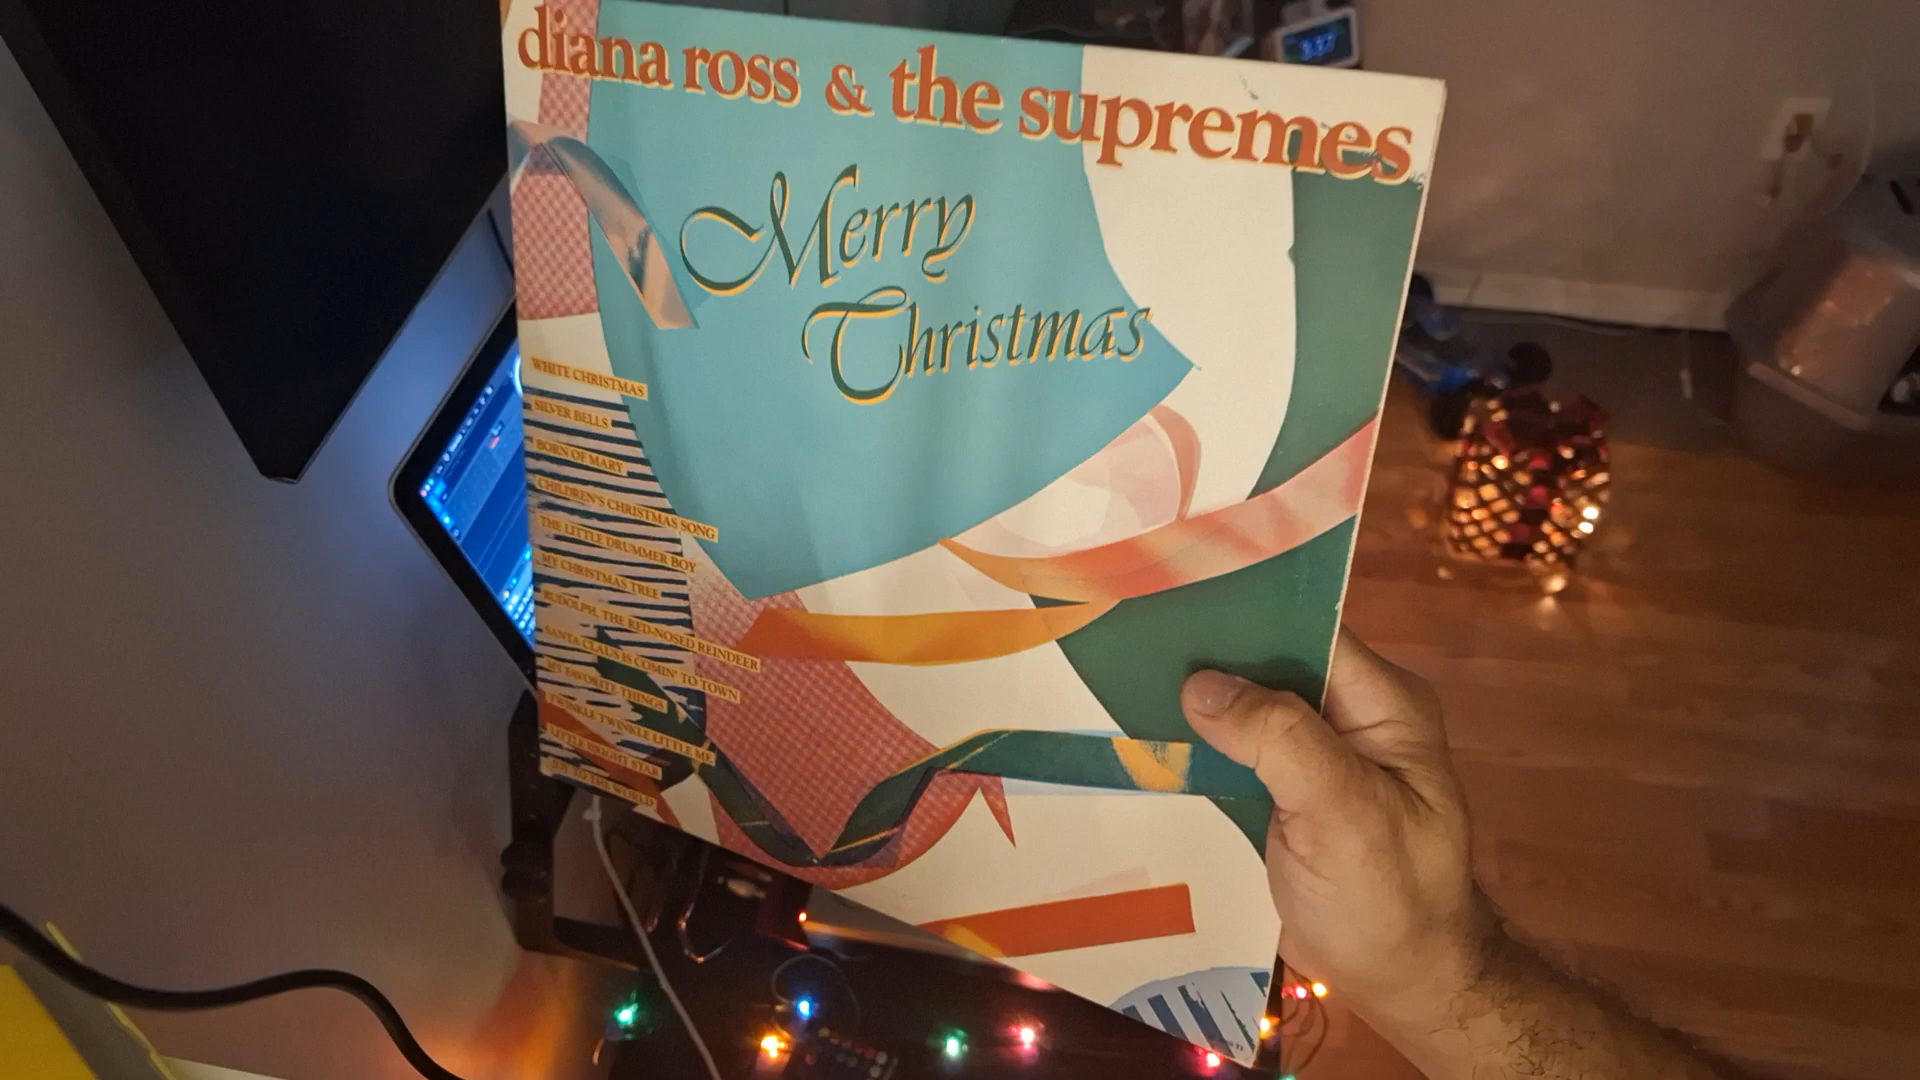 diana ross & the supremes
Merry
Christmas
WHITE CHRISTMAS
SILVER BELLS
BORN OF MARY
CHILDREN'S CHRISTMAS SONG
THE LITTLE DRUMMER BOY
MY CHRISTMAS TREE
RUDOLPH, THE RED-NOSED REINDEER
SANTA CLAUS IS COMIN' TO TOWN
MY FAVORITE THINGS
TWINKLE TWINKLE LITTLE ME
LITTLE BRIGHT STAR
JOY TO THE WORLD